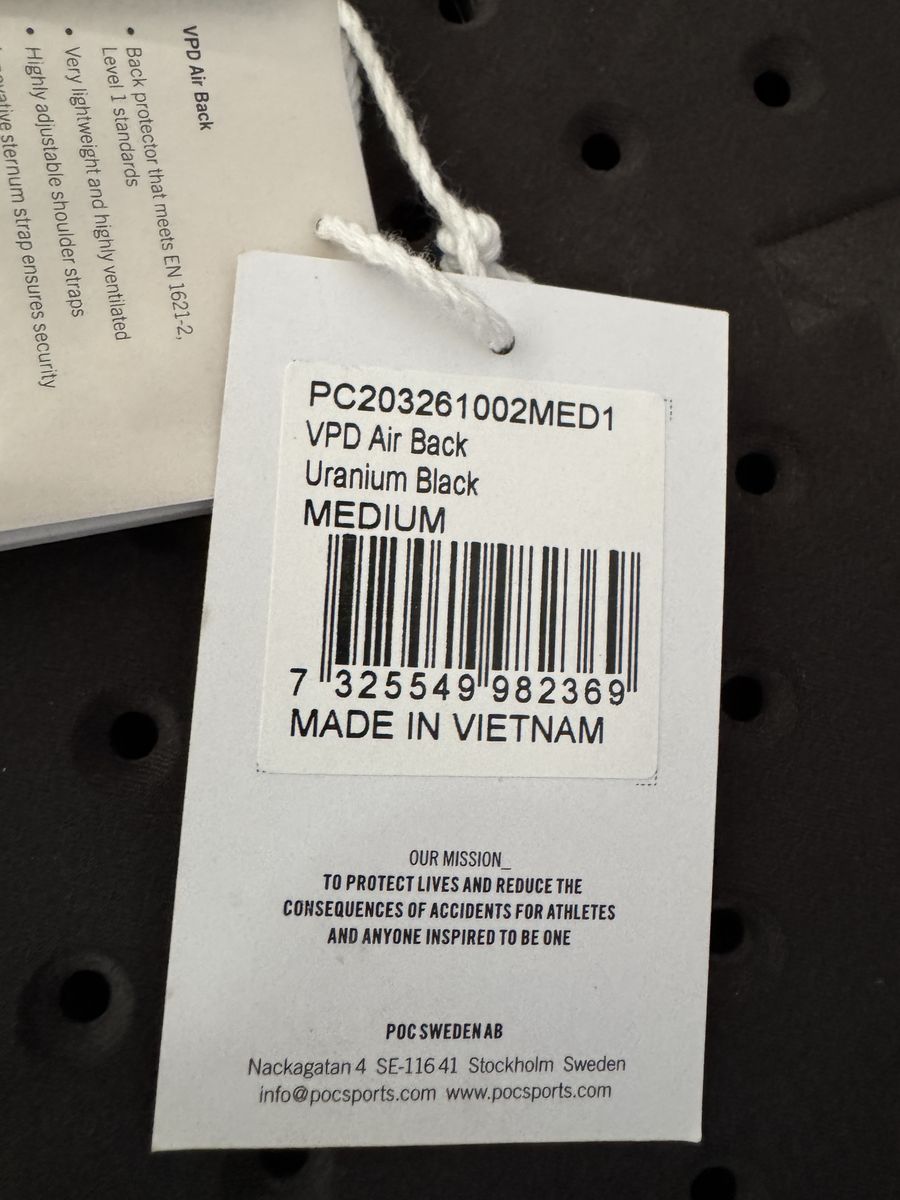 VPD Air Back
• Back protector that meets EN 1621-2,
Level 1 standards
• Very lightweight and highly ventilated
• Highly adjustable shoulder straps
sternum strap ensures security
PC203261002MED1
VPD Air Back
Uranium Black
MEDIUM
7 325549 982369
MADE IN VIETNAM
OUR MISSION_
TO PROTECT LIVES AND REDUCE THE
CONSEQUENCES OF ACCIDENTS FOR ATHLETES
AND ANYONE INSPIRED TO BE ONE
POC SWEDEN AB
Nackagatan 4 SE-116 41 Stockholm Sweden
info@pocsports.com www.pocsports.com